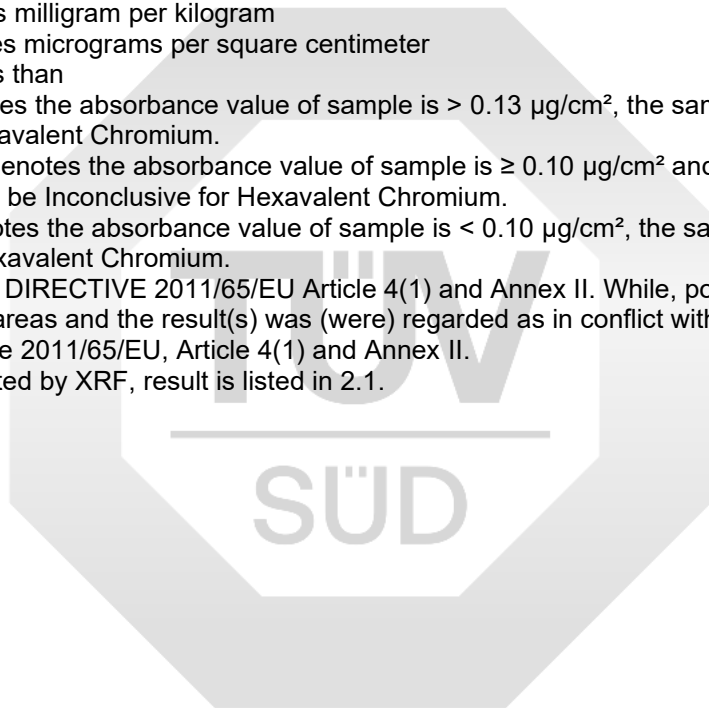 s milligram per kilogram
es micrograms per square centimeter
s than
es the absorbance value of sample is > 0.13 µg/cm², the san
avalent Chromium.
enotes the absorbance value of sample is ≥ 0.10 µg/cm² and
be Inconclusive for Hexavalent Chromium.
otes the absorbance value of sample is < 0.10 µg/cm², the sa
xavalent Chromium.
DIRECTIVE 2011/65/EU Article 4(1) and Annex II. While, po
areas and the result(s) was (were) regarded as in conflict with
e 2011/65/EU, Article 4(1) and Annex II.
ted by XRF, result is listed in 2.1.
TÜV
SÜD